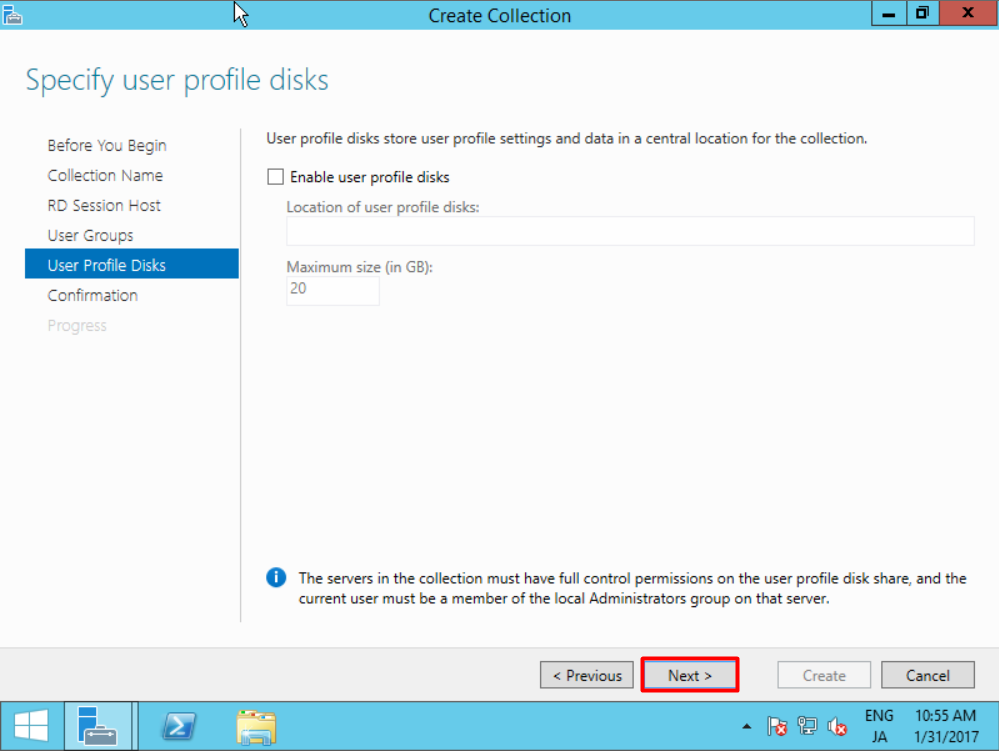 Create Collection
Specify user profile disks
Before You Begin
Collection Name
RD Session Host
User Groups
User Profile Disks
Confirmation
Progress
User profile disks store user profile settings and data in a central location for the collection.
Enable user profile disks
Location of user profile disks:
Maximum size (in GB):
20
The servers in the collection must have full control permissions on the user profile disk share, and the
current user must be a member of the local Administrators group on that server.
< Previous
Next >
Create
Cancel
ENG
JA
10:55 AM
1/31/2017